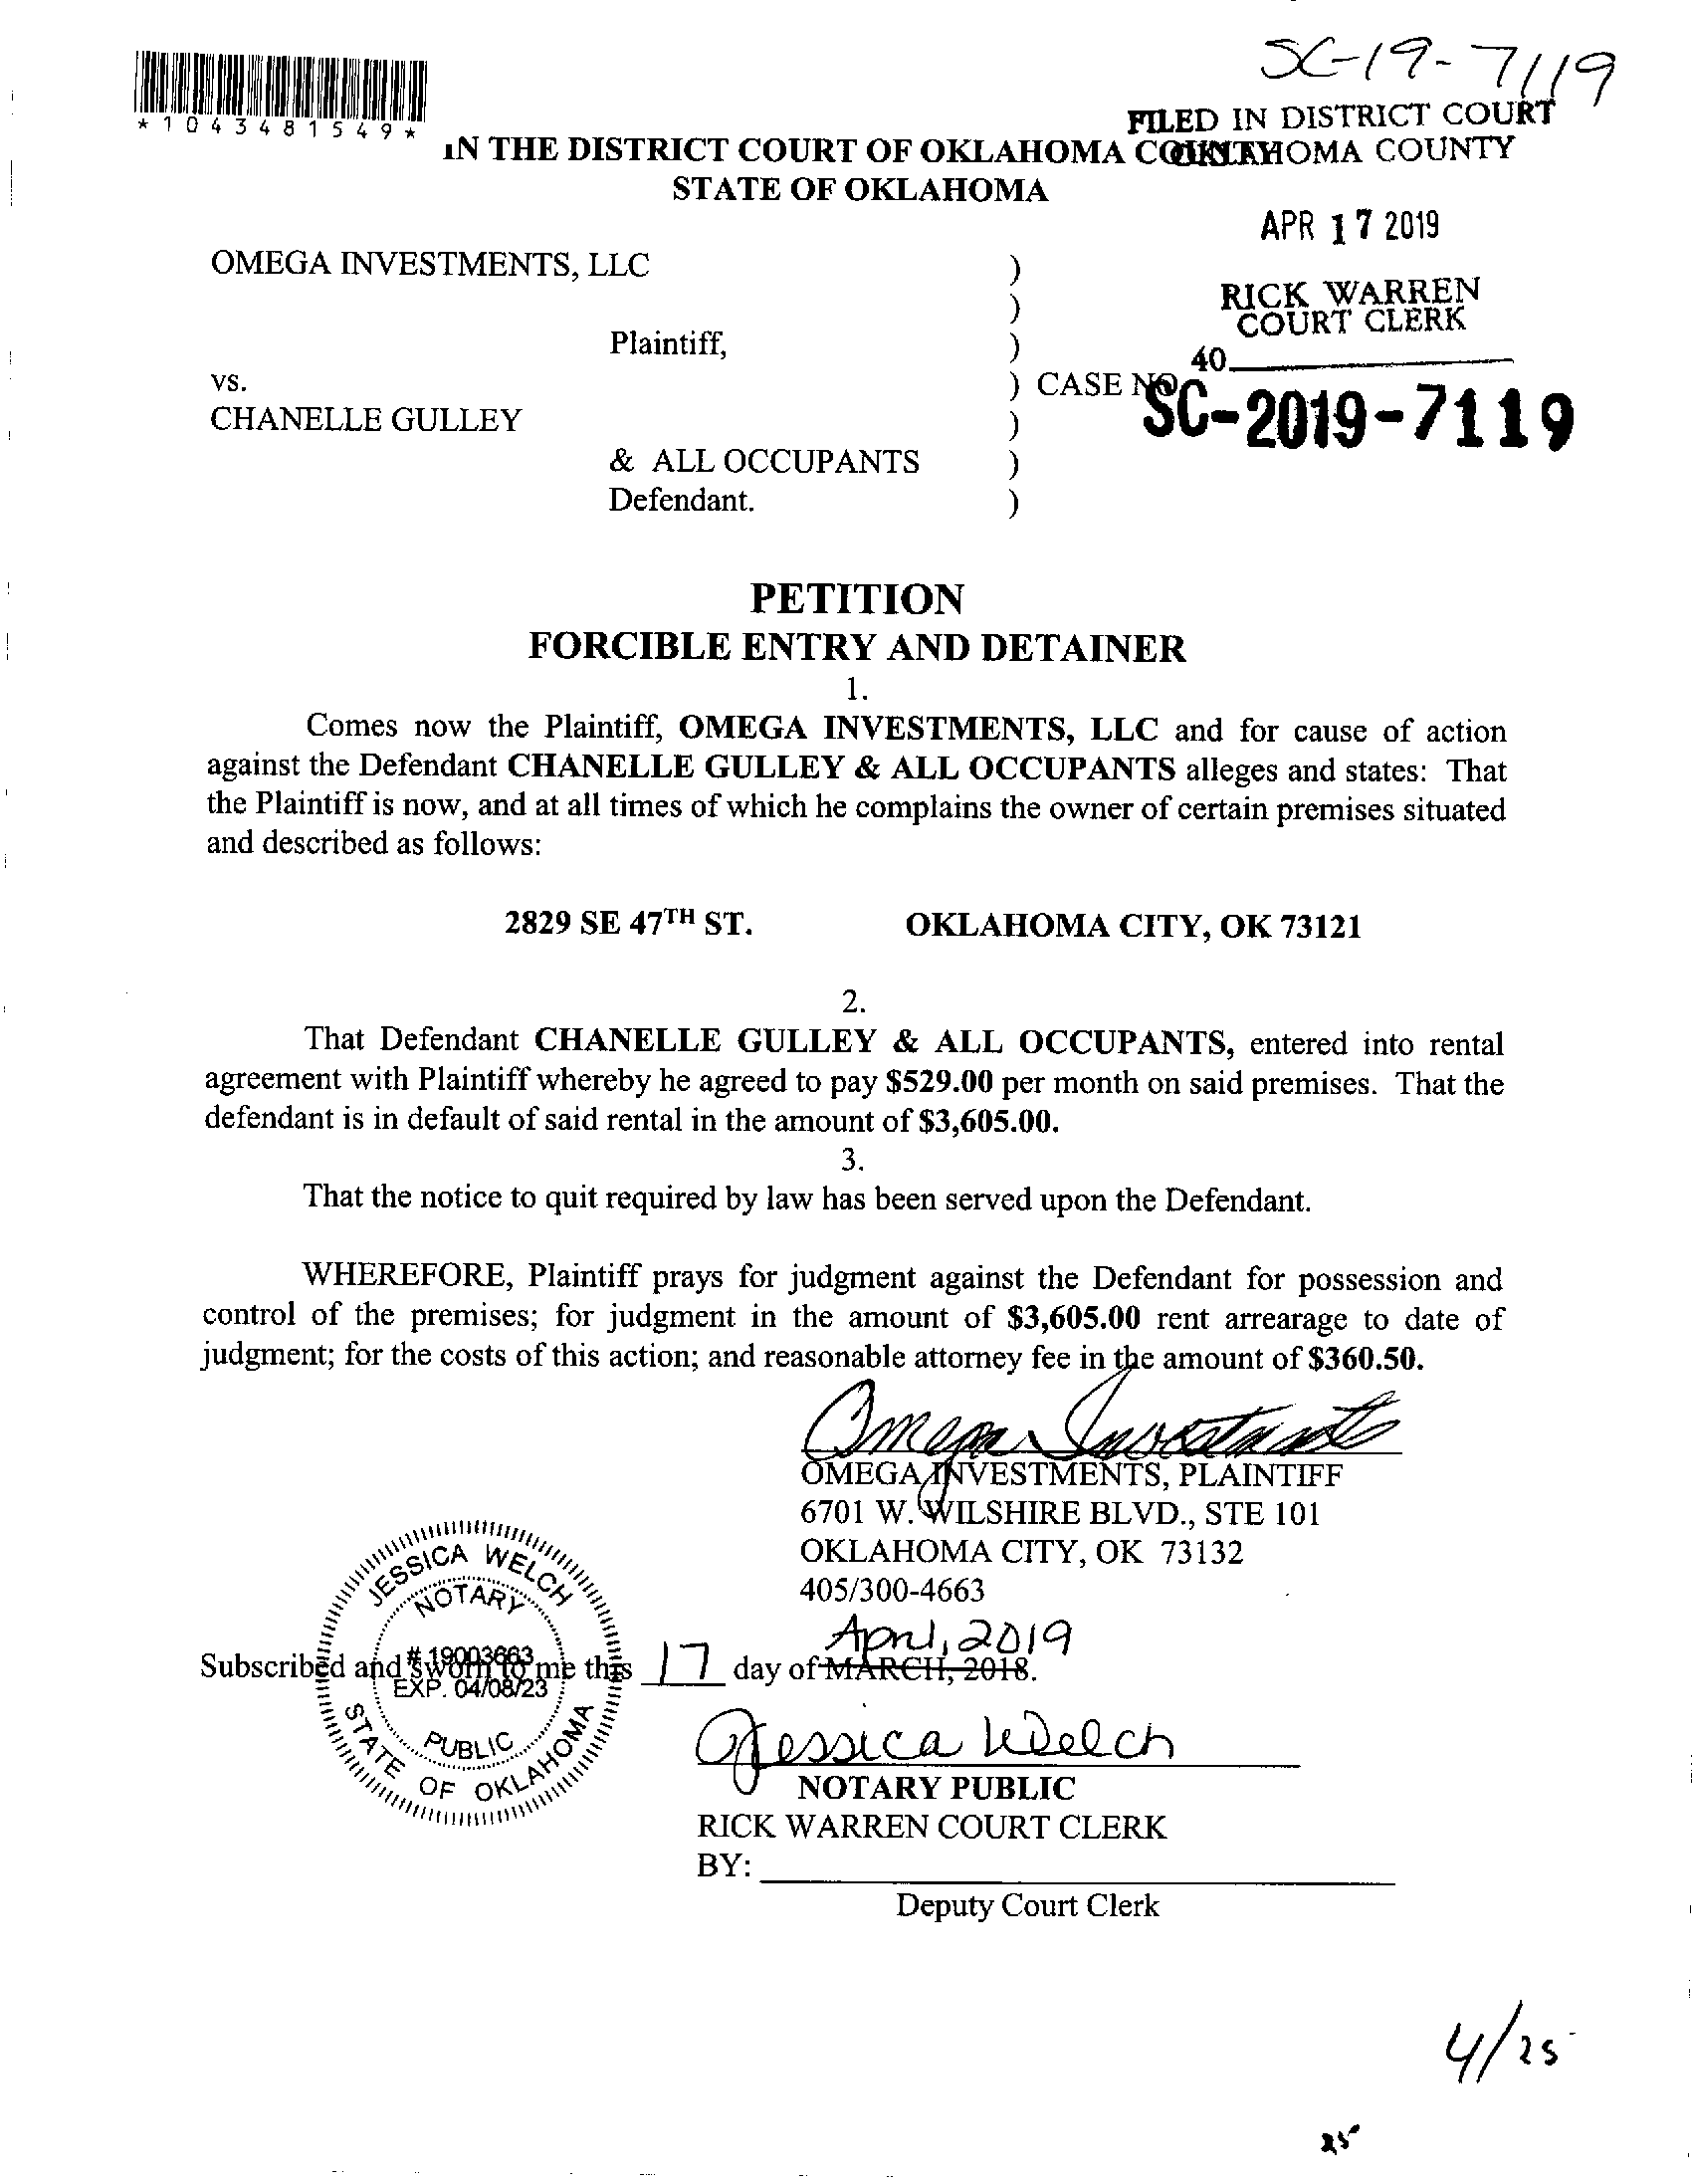 SC-19-7119
*1043481549*
FILED IN DISTRICT COURT
IN THE DISTRICT COURT OF OKLAHOMA COUNTY
OKLAHOMA COUNTY
STATE OF OKLAHOMA
APR 17 2019
OMEGA INVESTMENTS, LLC )
)
RICK WARREN
COURT CLERK
Plaintiff, )
40
vs. ) CASE NO.
SC-2019-7119
CHANELLE GULLEY )
& ALL OCCUPANTS )
Defendant. )
PETITION
FORCIBLE ENTRY AND DETAINER
1.
Comes now the Plaintiff, OMEGA INVESTMENTS, LLC and for cause of action
against the Defendant CHANELLE GULLEY & ALL OCCUPANTS alleges and states: That
the Plaintiff is now, and at all times of which he complains the owner of certain premises situated
and described as follows:
2829 SE 47TH ST. OKLAHOMA CITY, OK 73121
2.
That Defendant CHANELLE GULLEY & ALL OCCUPANTS, entered into rental
agreement with Plaintiff whereby he agreed to pay $529.00 per month on said premises. That the
defendant is in default of said rental in the amount of $3,605.00.
3.
That the notice to quit required by law has been served upon the Defendant.
WHEREFORE, Plaintiff prays for judgment against the Defendant for possession and
control of the premises; for judgment in the amount of $3,605.00 rent arrearage to date of
judgment; for the costs of this action; and reasonable attorney fee in the amount of $360.50.
Omega Investments
OMEGA INVESTMENTS, PLAINTIFF
6701 W. WILSHIRE BLVD., STE 101
OKLAHOMA CITY, OK 73132
405/300-4663
JESSICA WELCH
NOTARY
# 19003663
EXP. 04/08/23
PUBLIC
STATE OF OKLAHOMA
April, 2019
Subscribed and sworn to me this 17 day of MARCH, 2018.
Jessica Welch
NOTARY PUBLIC
RICK WARREN COURT CLERK
BY:
Deputy Court Clerk
4/25
25